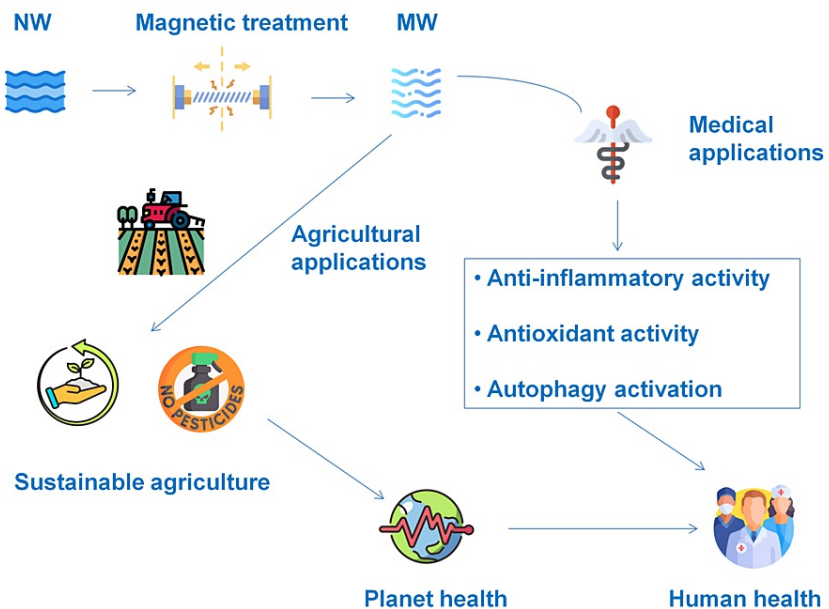 NW
Magnetic treatment
MW
Medical
applications
Agricultural
applications
• Anti-inflammatory activity
• Antioxidant activity
• Autophagy activation
NO PESTICIDES
Sustainable agriculture
Planet health
Human health